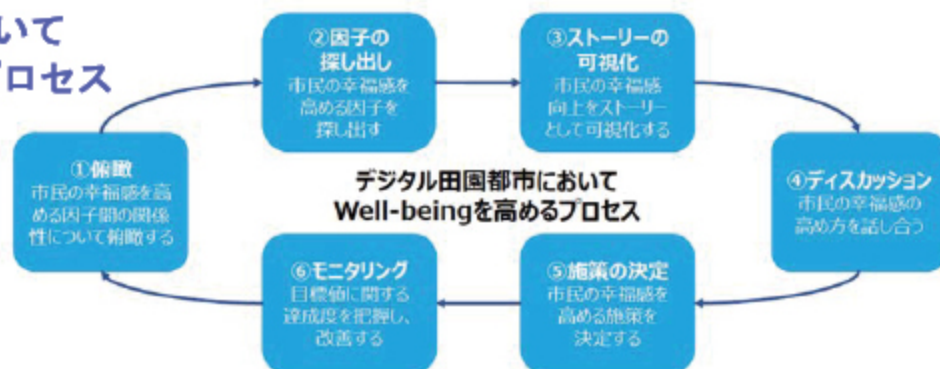 いて
プロセス
①俯瞰
市民の幸福感を高
める因子間の関係
性について俯瞰する
②因子の
探し出し
市民の幸福感を
高める因子を
探し出す
③ストーリーの
可視化
市民の幸福感
向上をストーリー
として可視化する
④ディスカッション
市民の幸福感の
高め方を話し合う
デジタル田園都市において
Well-beingを高めるプロセス
⑤施策の決定
市民の幸福感を
高める施策を
決定する
⑥モニタリング
目標値に関する
達成度を把握し、
改善する